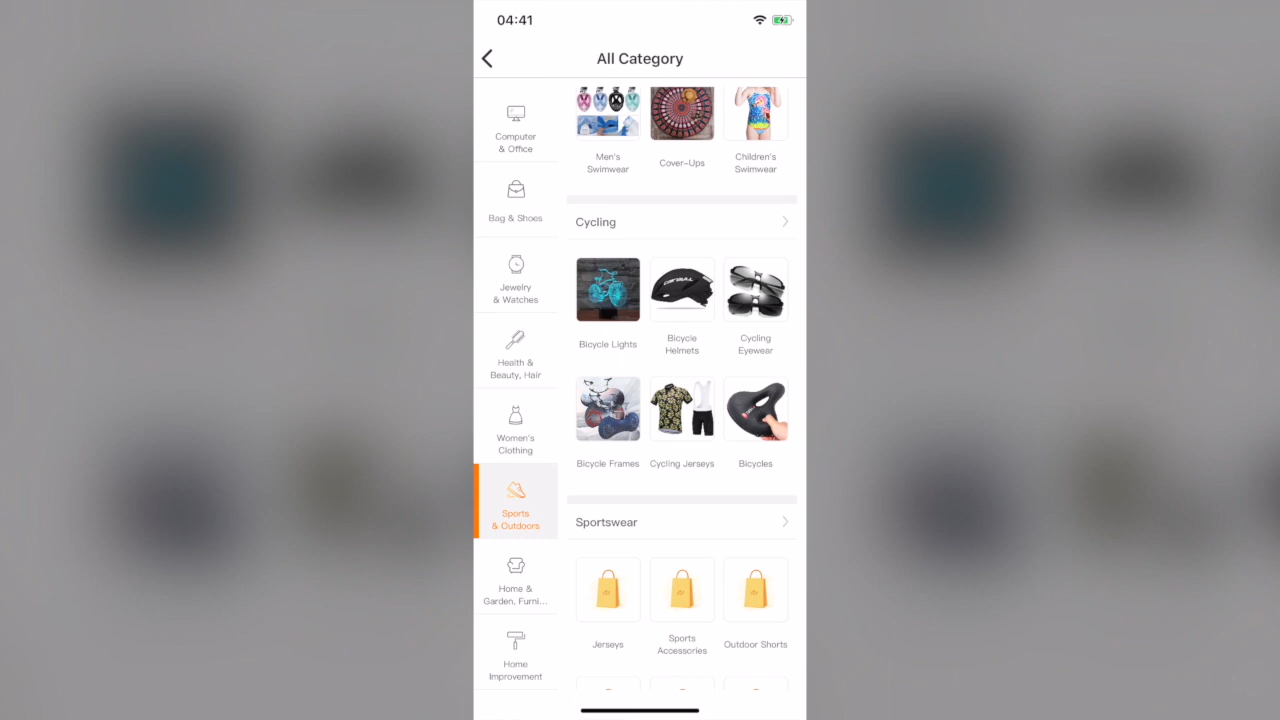 04:41
All Category
Computer
& Office
Bag & Shoes
Jewelry
& Watches
Health &
Beauty, Hair
Women's
Clothing
Sports
& Outdoors
Home &
Garden, Furni...
Home
Improvement
Men's
Swimwear
Cover-Ups
Children's
Swimwear
Cycling
Bicycle Lights
Bicycle
Helmets
Cycling
Eyewear
Bicycle Frames
Cycling Jerseys
Bicycles
Sportswear
Jerseys
Sports
Accessories
Outdoor Shorts